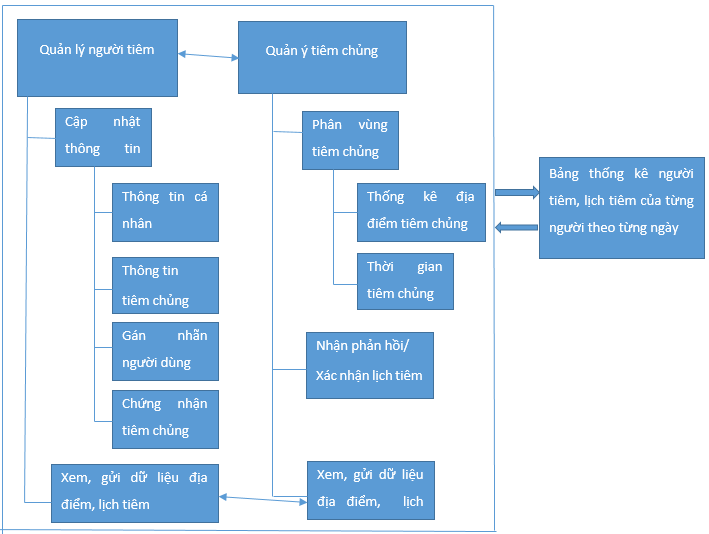 Quản lý người tiêm
Quản ý tiêm chủng
Cập nhật
thông tin
Thông tin cá
nhân
Thông tin
tiêm chủng
Gán nhãn
người dùng
Chứng nhận
tiêm chủng
Xem, gửi dữ liệu địa
điểm, lịch tiêm
Phân vùng
tiêm chủng
Thống kê địa
điểm tiêm chủng
Thời gian
tiêm chủng
Nhận phản hồi/
Xác nhận lịch tiêm
Xem, gửi dữ liệu
địa điểm, lịch
Bảng thống kê người
tiêm, lịch tiêm của từng
người theo từng ngày